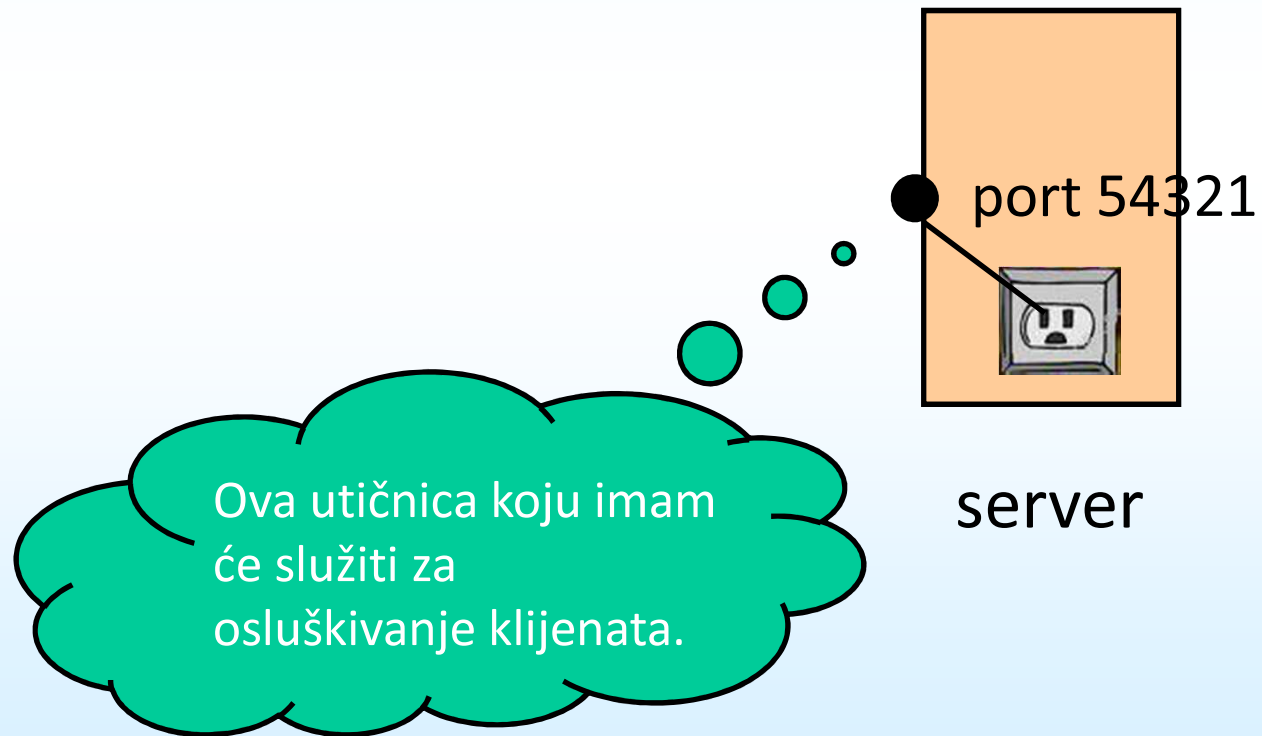 port 54321
server
Ova utičnica koju imam
će služiti za
osluškivanje klijenata.